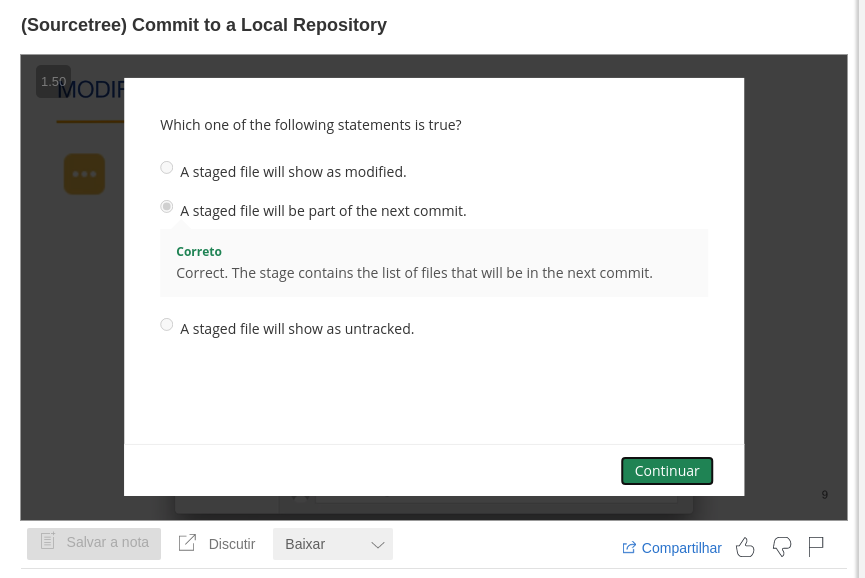 (Sourcetree) Commit to a Local Repository
1.50
MODIF
Which one of the following statements is true?
A staged file will show as modified.
A staged file will be part of the next commit.
Correto
Correct. The stage contains the list of files that will be in the next commit.
A staged file will show as untracked.
Continuar
9
Salvar a nota
Discutir
Baixar
Compartilhar